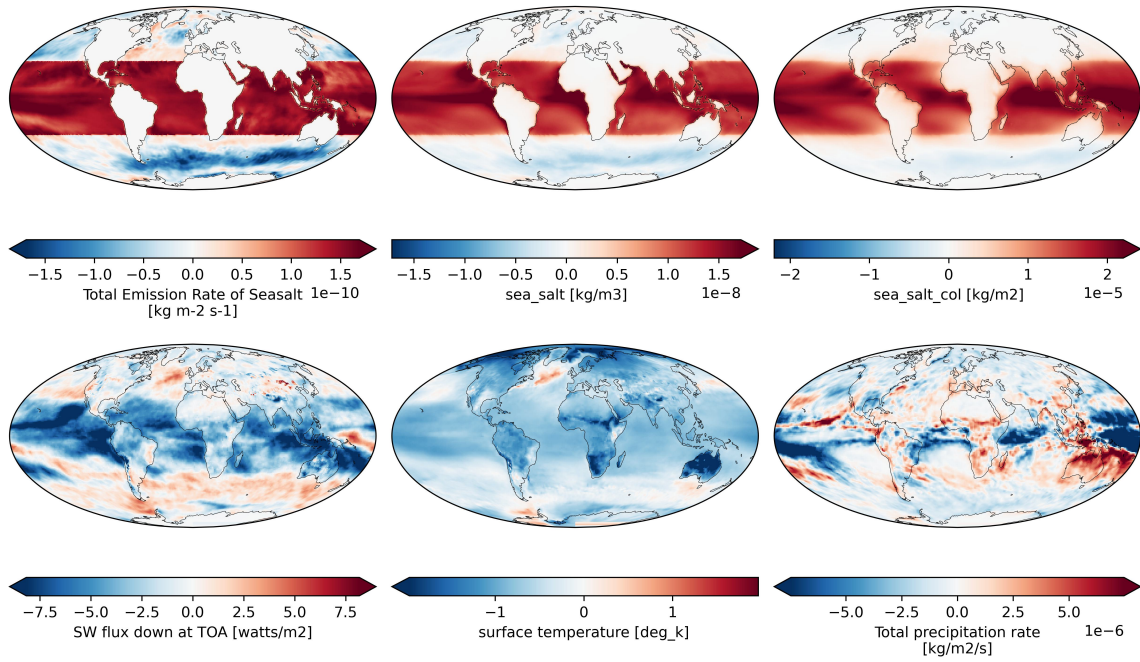 −1.5 −1.0 −0.5 0.0 0.5 1.0 1.5
Total Emission Rate of Seasalt 1e−10
[kg m-2 s-1]
−1.5 −1.0 −0.5 0.0 0.5 1.0 1.5
sea_salt [kg/m3] 1e−8
−2 −1 0 1 2
sea_salt_col [kg/m2] 1e−5
−7.5 −5.0 −2.5 0.0 2.5 5.0 7.5
SW flux down at TOA [watts/m2]
−1 0 1
surface temperature [deg_k]
−5.0 −2.5 0.0 2.5 5.0
Total precipitation rate 1e−6
[kg/m2/s]